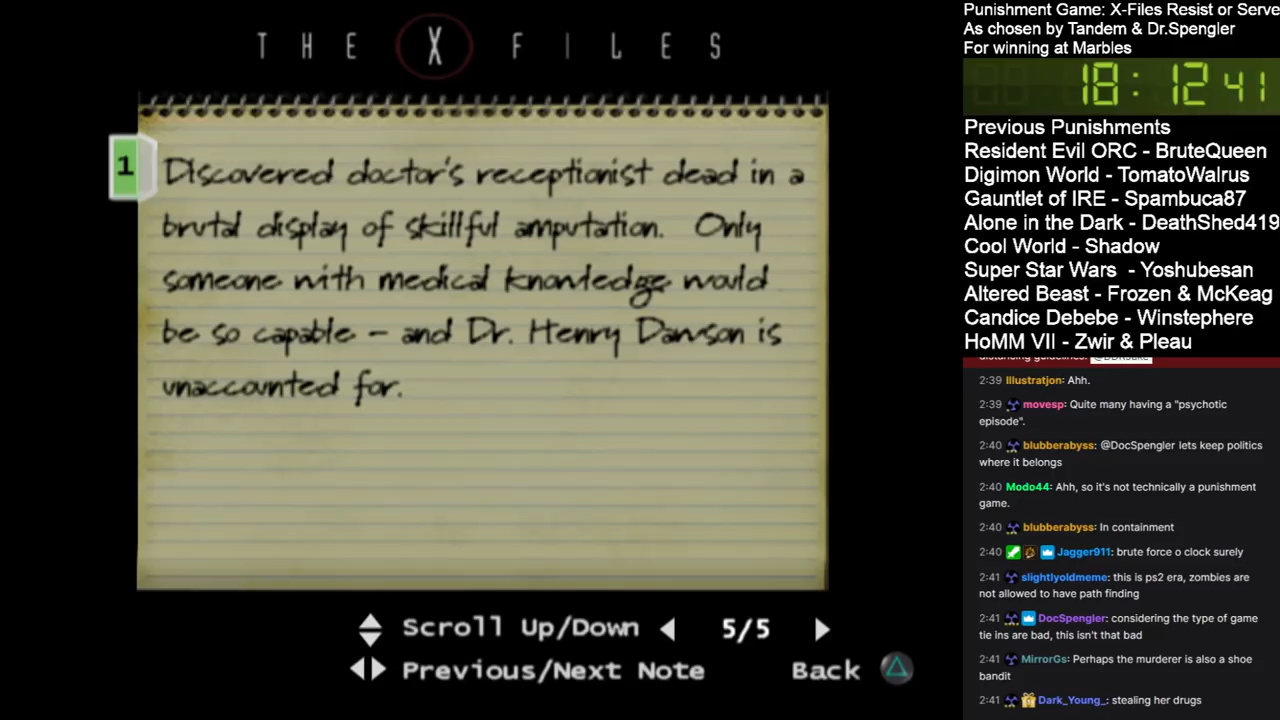 THE X FILES
1
Discovered doctor's receptionist dead in a
brutal display of skillful amputation. Only
someone with medical knowledge would
be so capable – and Dr. Henry Dawson is
unaccounted for.
Scroll Up/Down 5/5
Previous/Next Note Back
Punishment Game: X-Files Resist or Serve
As chosen by Tandem & Dr.Spengler
For winning at Marbles
18:12 41
Previous Punishments
Resident Evil ORC - BruteQueen
Digimon World - TomatoWalrus
Gauntlet of IRE - Spambuca87
Alone in the Dark - DeathShed419
Cool World - Shadow
Super Star Wars - Yoshubesan
Altered Beast - Frozen & McKeag
Candice Debebe - Winstephere
HoMM VII - Zwir & Pleau
distancing guidelines.
2:39 Illustratjon: Ahh.
2:39 movesp: Quite many having a "psychotic
episode".
2:40 blubberabyss: @DocSpengler lets keep politics
where it belongs
2:40 Modo44: Ahh, so it's not technically a punishment
game.
2:40 blubberabyss: In containment
2:40 Jagger911: brute force o clock surely
2:41 slightlyoldmeme: this is ps2 era, zombies are
not allowed to have path finding
2:41 DocSpengler: considering the type of game
tie ins are bad, this isn't that bad
2:41 MirrorGs: Perhaps the murderer is also a shoe
bandit
2:41 Dark_Young_: stealing her drugs